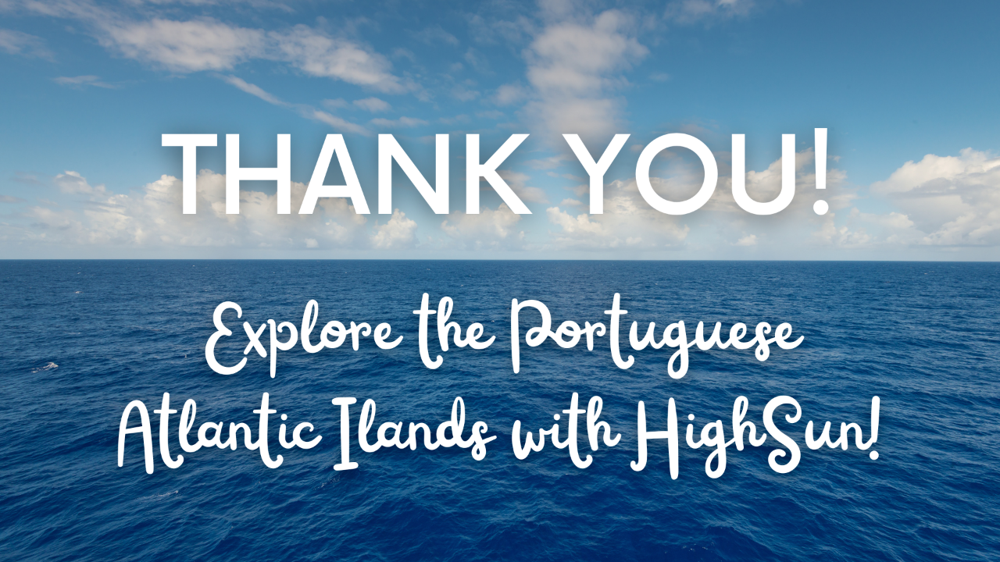 THANK YOU!
Explore the Portuguese
Atlantic Ilands with HighSun!